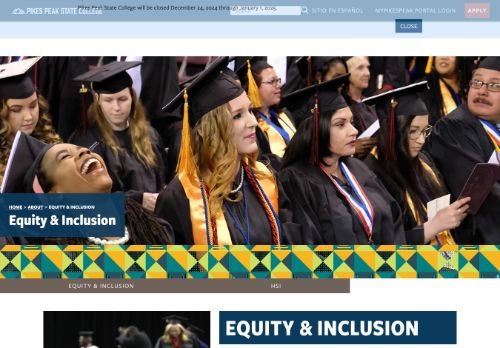 Pikes Peak State College will be closed December 24, 2024 through January 1, 2025.
PIKES PEAK STATE COLLEGE
SITIO EN ESPAÑOL
MYPIKESPEAK PORTAL LOGIN
APPLY
CLOSE
HOME > ABOUT > EQUITY & INCLUSION
Equity & Inclusion
EQUITY & INCLUSION
HSI
EQUITY & INCLUSION